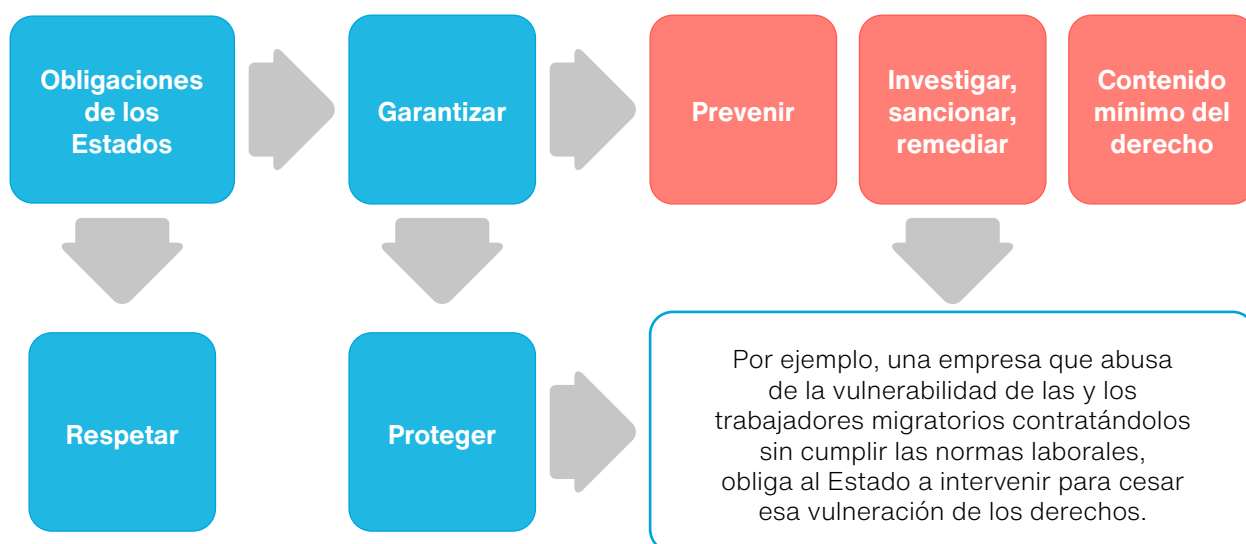 Obligaciones
de los
Estados
Garantizar
Prevenir
Investigar,
sancionar,
remediar
Contenido
mínimo del
derecho
Respetar
Proteger
Por ejemplo, una empresa que abusa
de la vulnerabilidad de las y los
trabajadores migratorios contratándolos
sin cumplir las normas laborales,
obliga al Estado a intervenir para cesar
esa vulneración de los derechos.